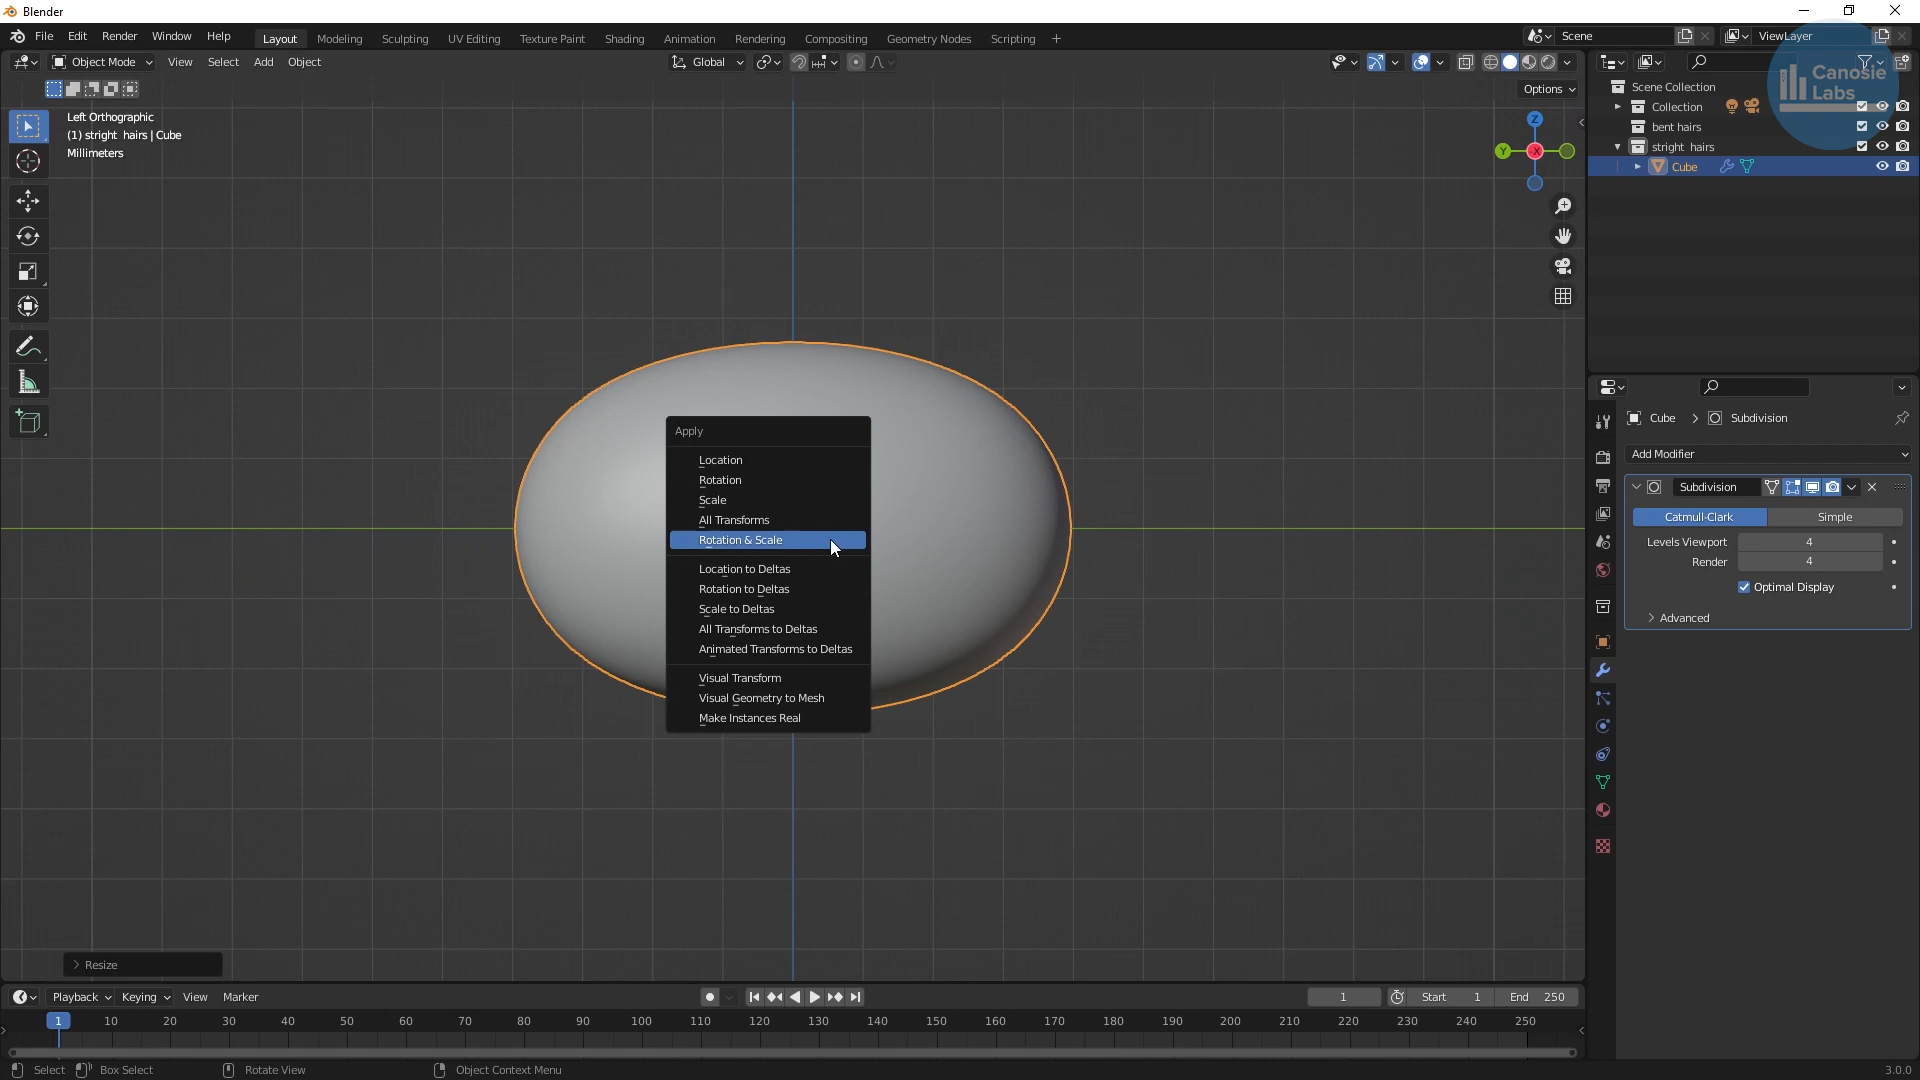 Blender
File Edit Render Window Help
Layout Modeling Sculpting UV Editing Texture Paint Shading Animation Rendering Compositing Geometry Nodes Scripting +
Scene
ViewLayer
Object Mode View Select Add Object
Global
Options
Canosie
Labs
Left Orthographic
(1) stright hairs | Cube
Millimeters
Z
Y
X
Scene Collection
Collection
bent hairs
stright hairs
Cube
Apply
Location
Rotation
Scale
All Transforms
Rotation & Scale
Location to Deltas
Rotation to Deltas
Scale to Deltas
All Transforms to Deltas
Animated Transforms to Deltas
Visual Transform
Visual Geometry to Mesh
Make Instances Real
Cube > Subdivision
Add Modifier
Subdivision
Catmull-Clark Simple
Levels Viewport 4
Render 4
Optimal Display
Advanced
> Resize
Playback Keying View Marker
1
Start 1
End 250
1 10 20 30 40 50 60 70 80 90 100 110 120 130 140 150 160 170 180 190 200 210 220 230 240 250
Select Box Select Rotate View Object Context Menu
3.0.0